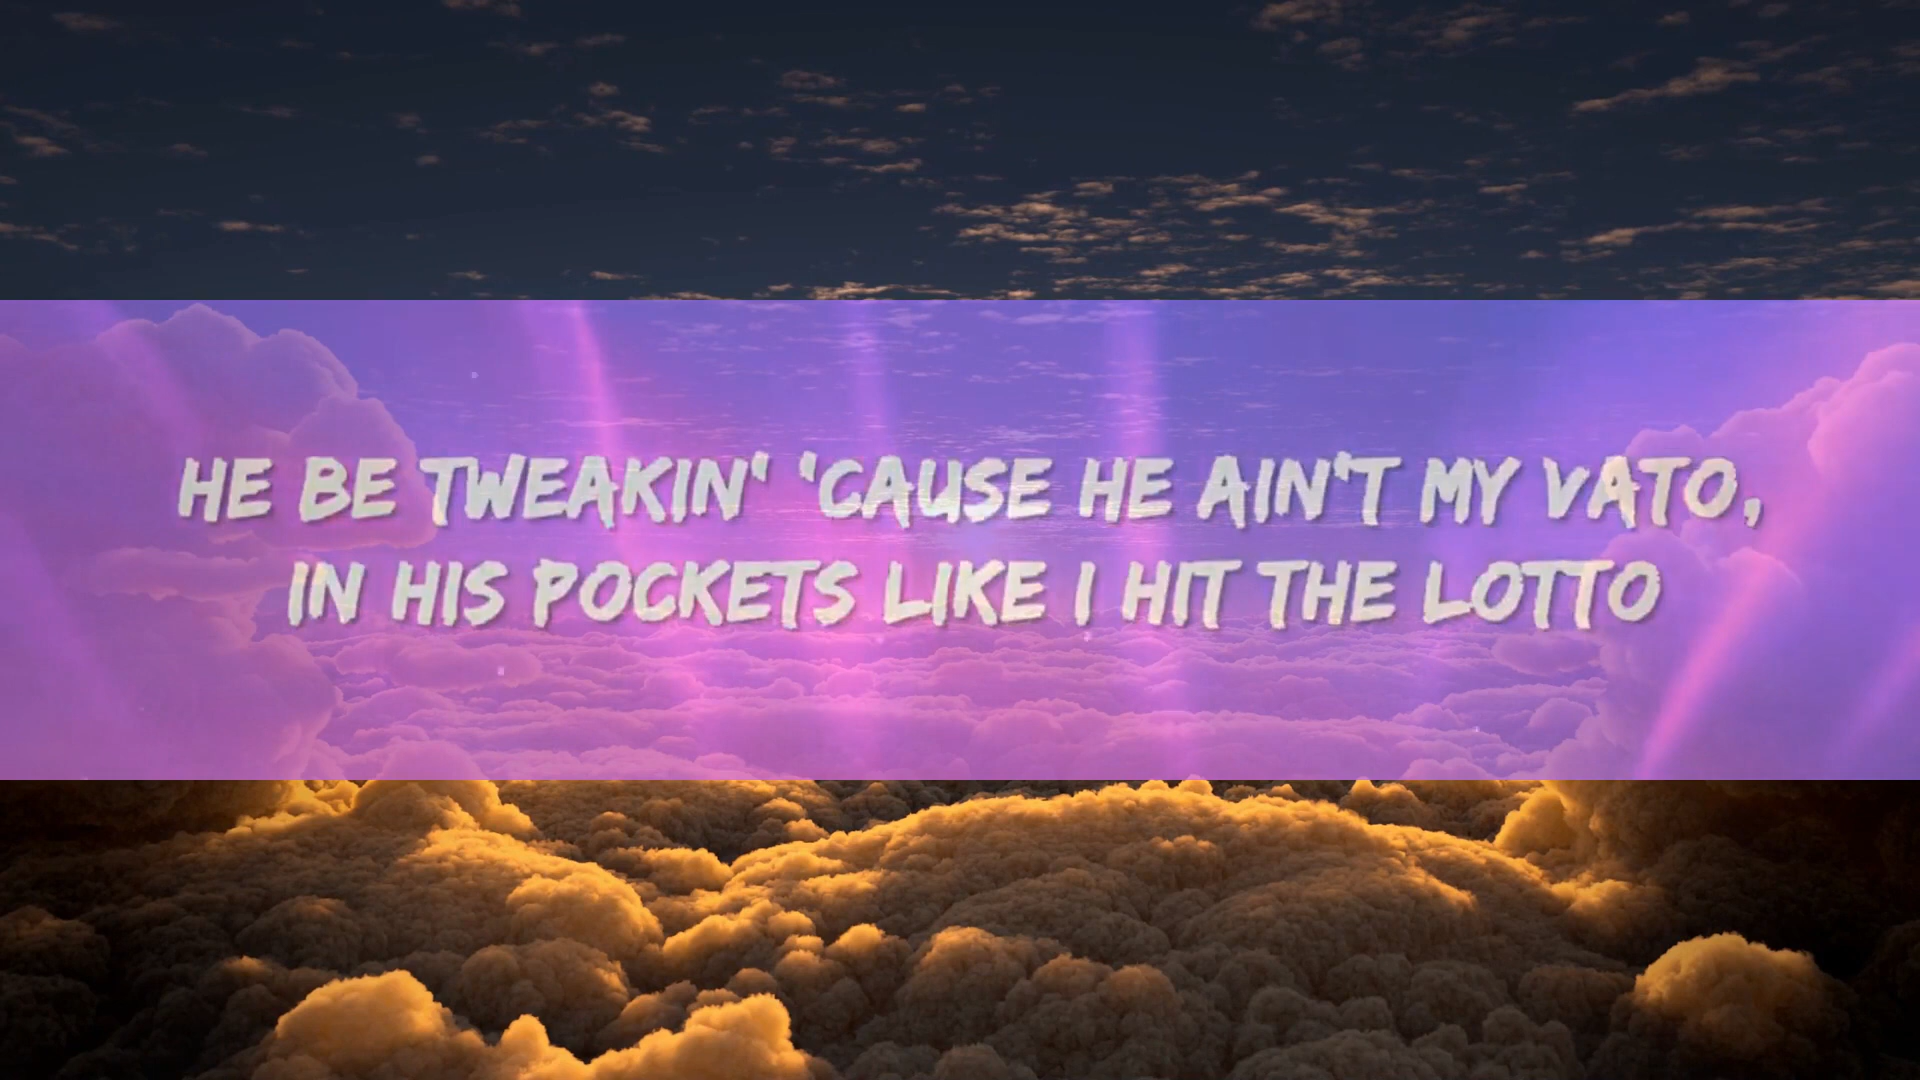 HE BE TWEAKIN' 'CAUSE HE AIN'T MY VATO,
IN HIS POCKETS LIKE I HIT THE LOTTO